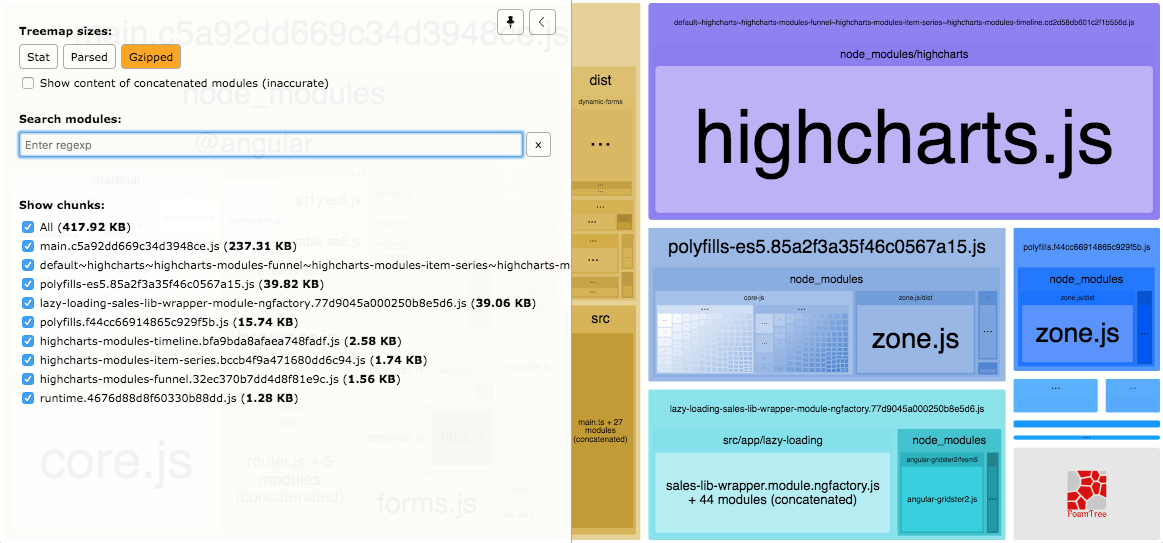 Treemap sizes:
main.c5a92dd669c34d3948ce.js
Stat
Parsed
Gzipped
Show content of concatenated modules (inaccurate)
node_modules
Search modules:
Enter regexp
x
@angular
material
a11y.es5.js
table.es5.js
Show chunks:
All (417.92 KB)
main.c5a92dd669c34d3948ce.js (237.31 KB)
default~highcharts~highcharts-modules-funnel~highcharts-modules-item-series~highcharts-m
polyfills-es5.85a2f3a35f46c0567a15.js (39.82 KB)
lazy-loading-sales-lib-wrapper-module-ngfactory.77d9045a000250b8e5d6.js (39.06 KB)
polyfills.f44cc66914865c929f5b.js (15.74 KB)
highcharts-modules-timeline.bfa9bda8afaea748fadf.js (2.58 KB)
highcharts-modules-item-series.bccb4f9a471680dd6c94.js (1.74 KB)
highcharts-modules-funnel.32ec370b7dd4d8f81e9c.js (1.56 KB)
runtime.4676d88d8f60330b88dd.js (1.28 KB)
core.js
router.js + 5
modules
(concatenated)
common.js
http.js
forms.js
dist
dynamic-forms
...
src
main.ts + 27
modules
(concatenated)
default~highcharts~highcharts-modules-funnel~highcharts-modules-item-series~highcharts-modules-timeline.cd2d58db601c2f1b556d.js
node_modules/highcharts
highcharts.js
polyfills-es5.85a2f3a35f46c0567a15.js
node_modules
core-js
...
...
zone.js/dist
zone.js
...
polyfills.f44cc66914865c929f5b.js
node_modules
zone.js/dist
zone.js
...
lazy-loading-sales-lib-wrapper-module-ngfactory.77d9045a000250b8e5d6.js
src/app/lazy-loading
sales-lib-wrapper.module.ngfactory.js
+ 44 modules (concatenated)
node_modules
angular-gridster2/fesm5
angular-gridster2.js
...
...
...
...
FoamTree